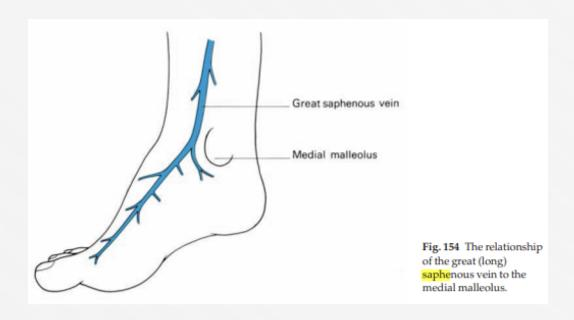 Great saphenous vein
Medial malleolus
Fig. 154 The relationship
of the great (long)
saphenous vein to the
medial malleolus.